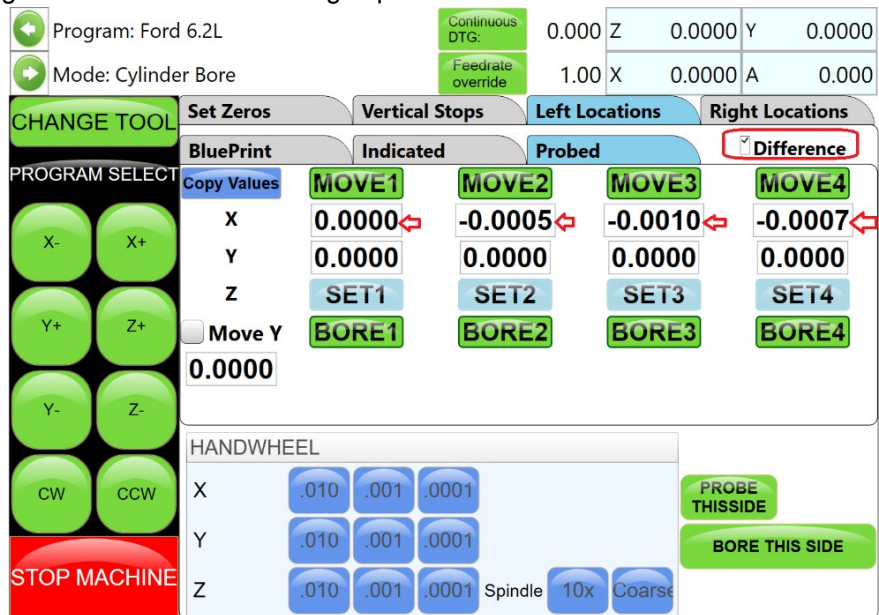 Program: Ford 6.2L
Continuous DTG: 0.000 Z 0.0000 Y 0.0000
Mode: Cylinder Bore
Feedrate override 1.00 X 0.0000 A 0.000
CHANGE TOOL
Set Zeros Vertical Stops Left Locations Right Locations
BluePrint Indicated Probed Difference
PROGRAM SELECT
Copy Values MOVE1 MOVE2 MOVE3 MOVE4
X 0.0000 -0.0005 -0.0010 -0.0007
Y 0.0000 0.0000 0.0000 0.0000
Z SET1 SET2 SET3 SET4
Move Y BORE1 BORE2 BORE3 BORE4
0.0000
X- X+
Y+ Z+
Y- Z-
CW CCW
STOP MACHINE
HANDWHEEL
X .010 .001 .0001
Y .010 .001 .0001
Z .010 .001 .0001 Spindle 10x Coarse
PROBE THISSIDE
BORE THIS SIDE